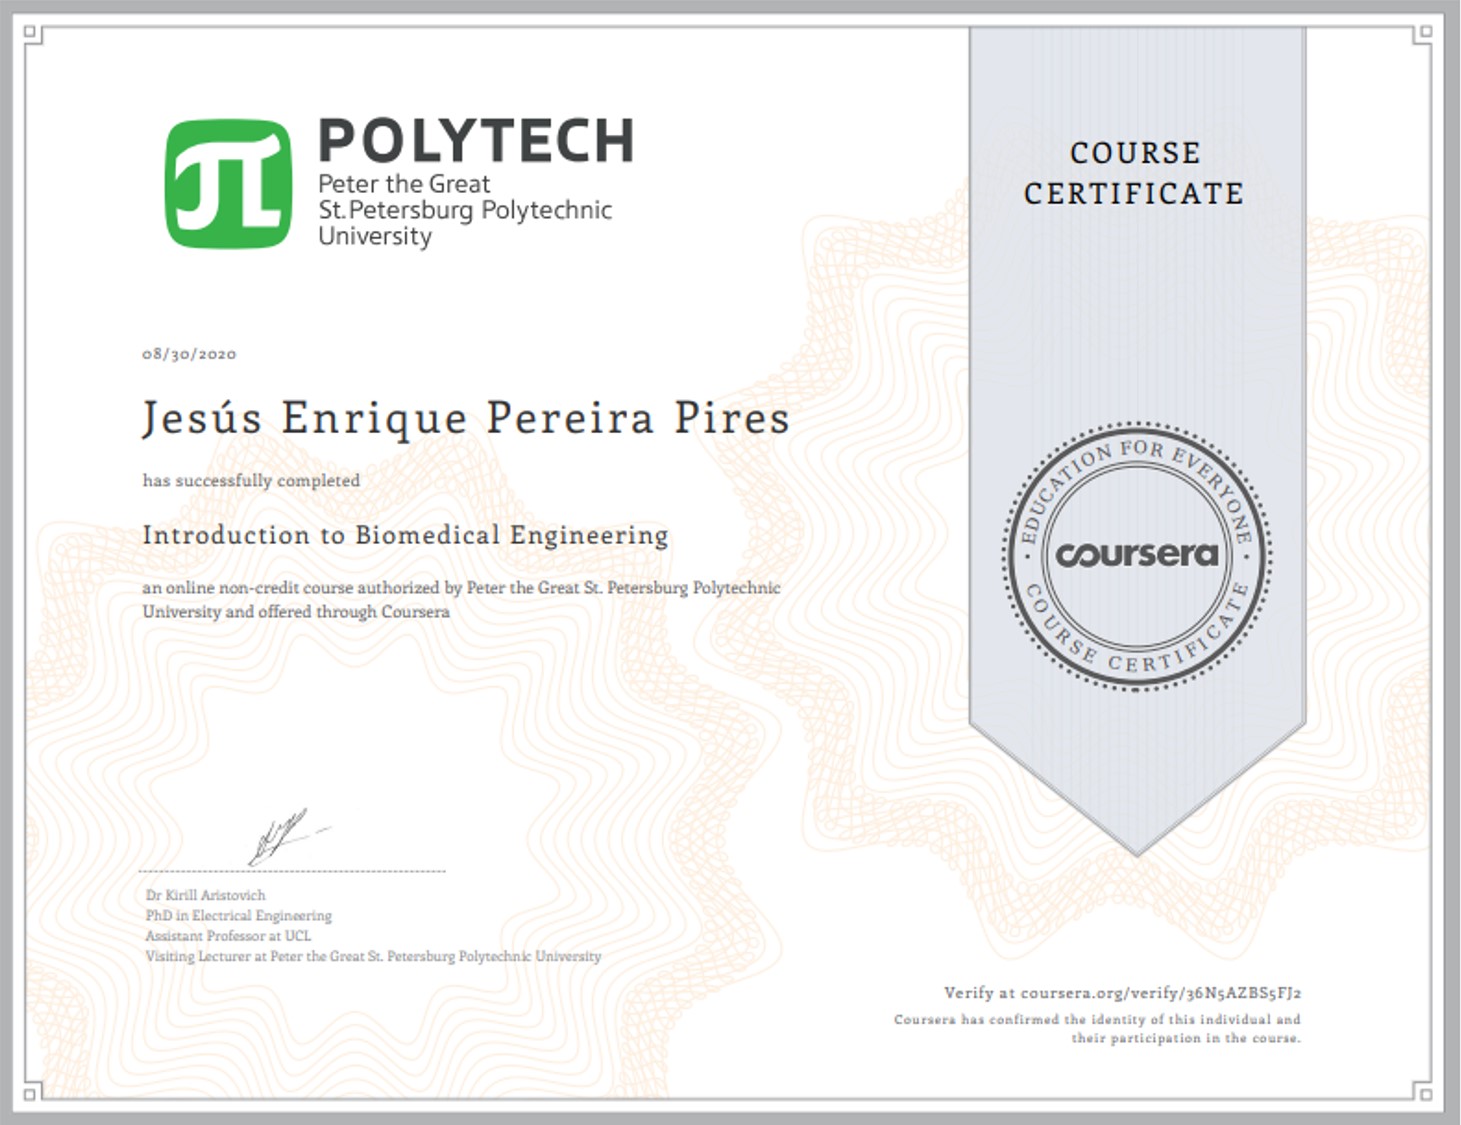 POLYTECH
Peter the Great
St.Petersburg Polytechnic
University
COURSE
CERTIFICATE
08/30/2020
Jesús Enrique Pereira Pires
has successfully completed
Introduction to Biomedical Engineering
an online non-credit course authorized by Peter the Great St. Petersburg Polytechnic
University and offered through Coursera
• EDUCATION FOR EVERYONE •
coursera
COURSE CERTIFICATE
Dr Kirill Aristovich
PhD in Electrical Engineering
Assistant Professor at UCL
Visiting Lecturer at Peter the Great St. Petersburg Polytechnic University
Verify at coursera.org/verify/36N5AZBS5FJ2
Coursera has confirmed the identity of this individual and
their participation in the course.